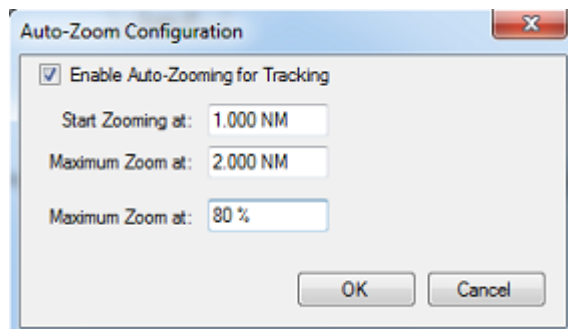 Auto-Zoom Configuration
Enable Auto-Zooming for Tracking
Start Zooming at: 1.000 NM
Maximum Zoom at: 2.000 NM
Maximum Zoom at: 80 %
OK Cancel